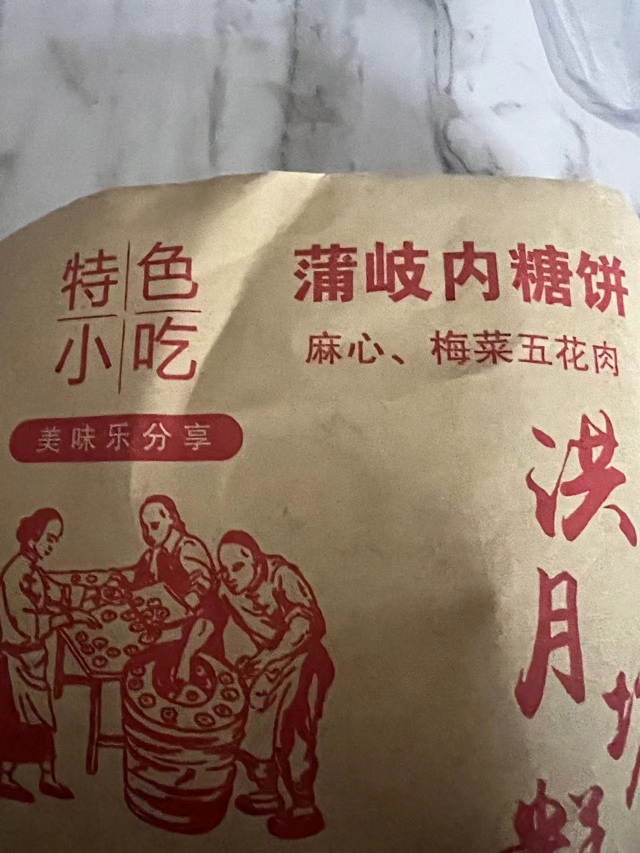 特色
小吃
美味乐分享
蒲岐内糖饼
麻心、梅菜五花肉
洪月